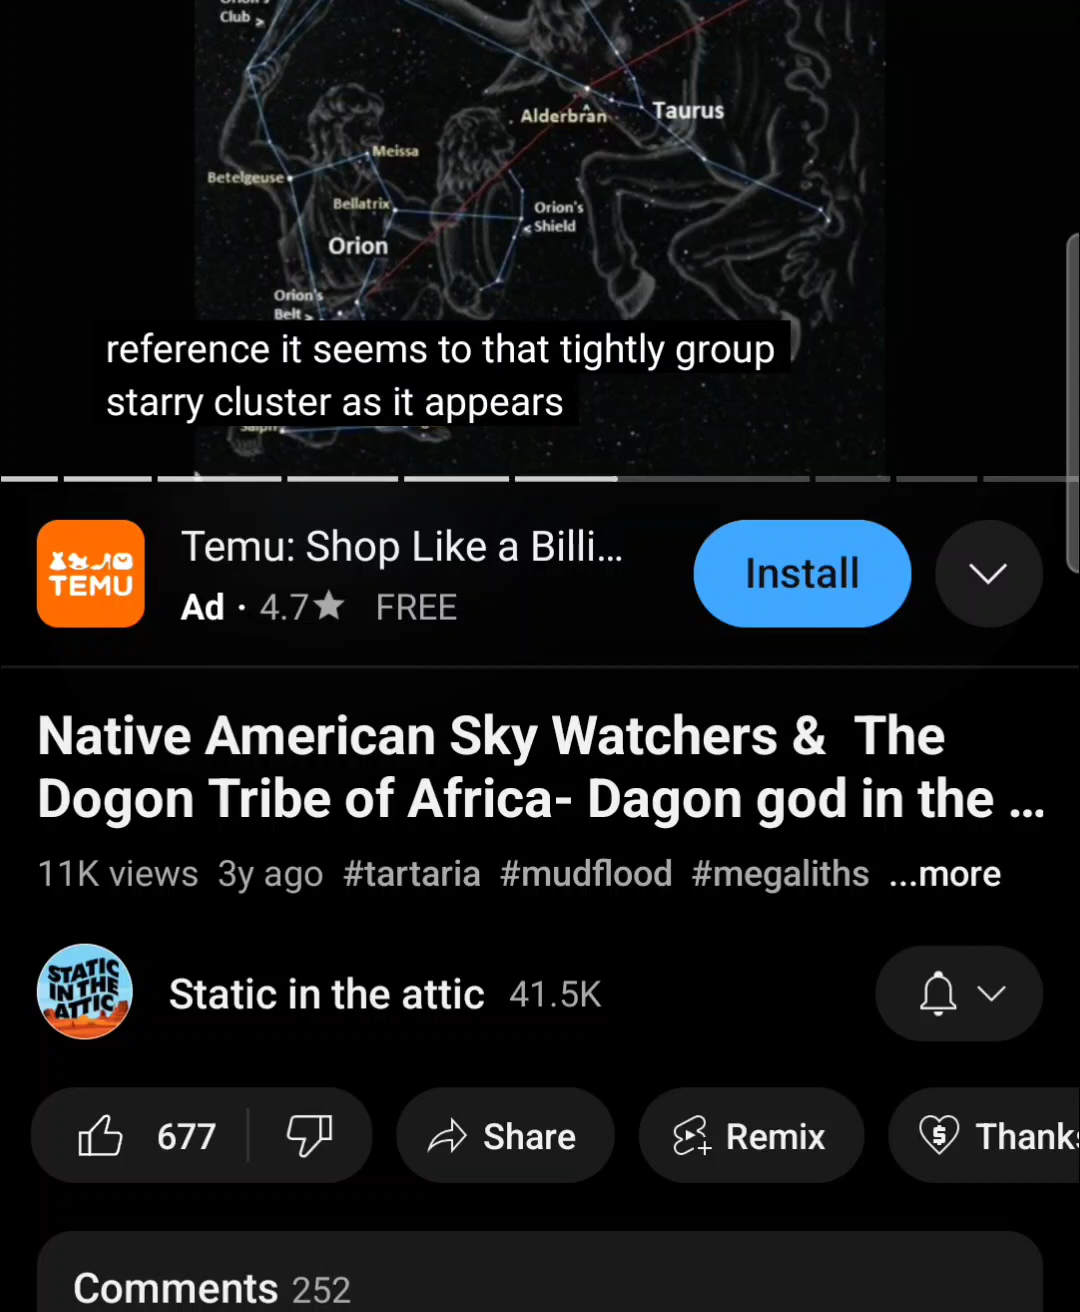 Club >
Alderbran
Taurus
Meissa
Betelgeuse
Bellatrix
Orion's
< Shield
Orion
Orion's
Belt >
reference it seems to that tightly group
starry cluster as it appears
TEMU
Temu: Shop Like a Billi...
Ad · 4.7★ FREE
Install
Native American Sky Watchers & The
Dogon Tribe of Africa- Dagon god in the ...
11K views 3y ago #tartaria #mudflood #megaliths ...more
STATIC
IN THE
ATTIC
Static in the attic 41.5K
677
Share
Remix
Thank
Comments 252